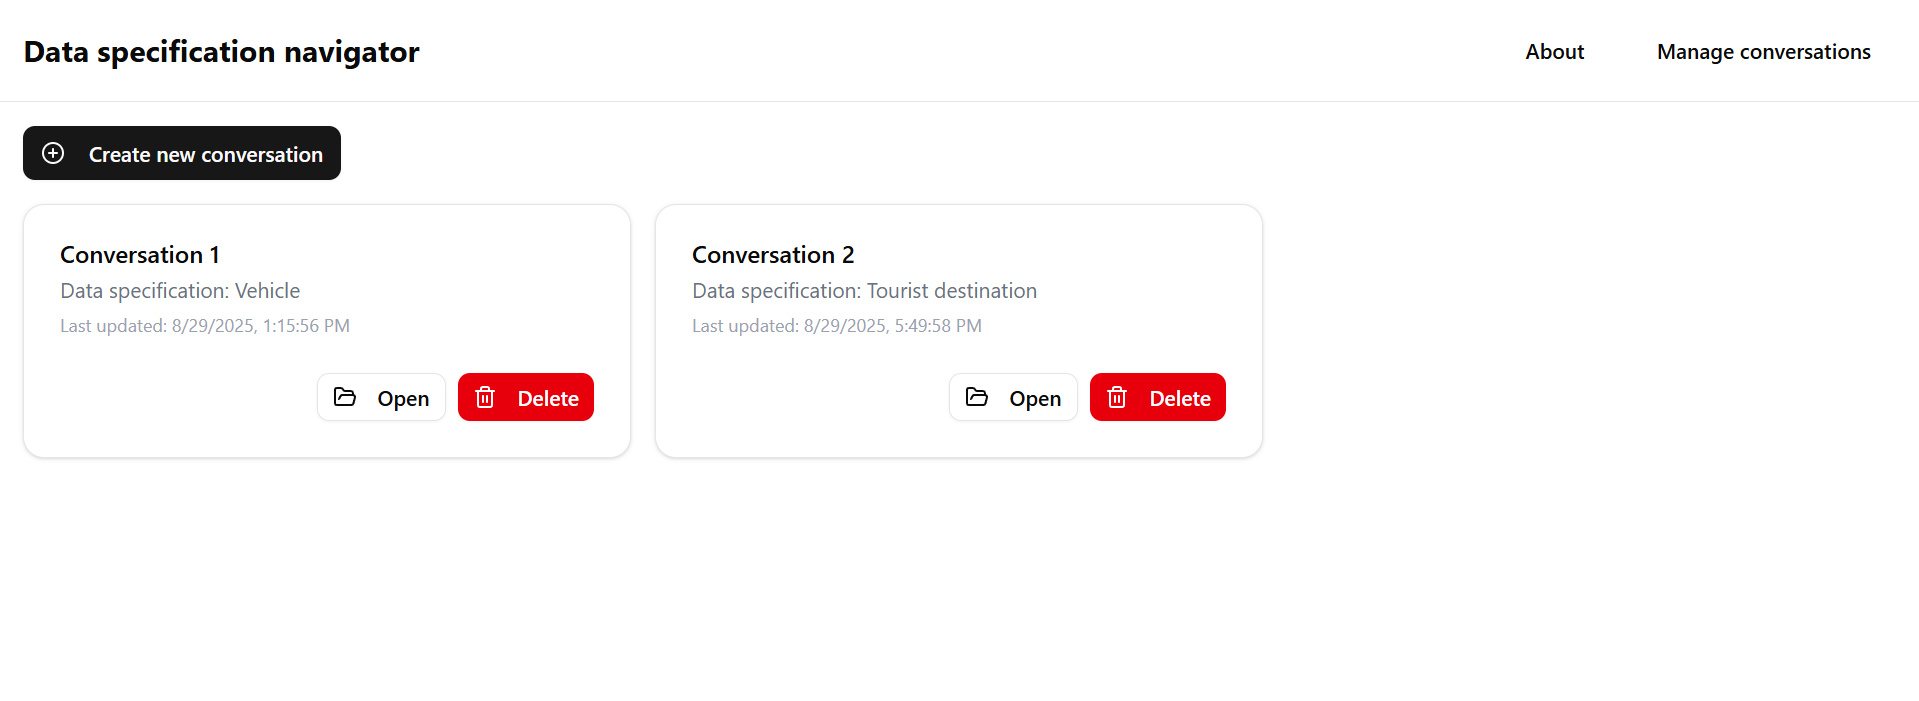 Data specification navigator
About
Manage conversations
Create new conversation
Conversation 1
Data specification: Vehicle
Last updated: 8/29/2025, 1:15:56 PM
Open
Delete
Conversation 2
Data specification: Tourist destination
Last updated: 8/29/2025, 5:49:58 PM
Open
Delete